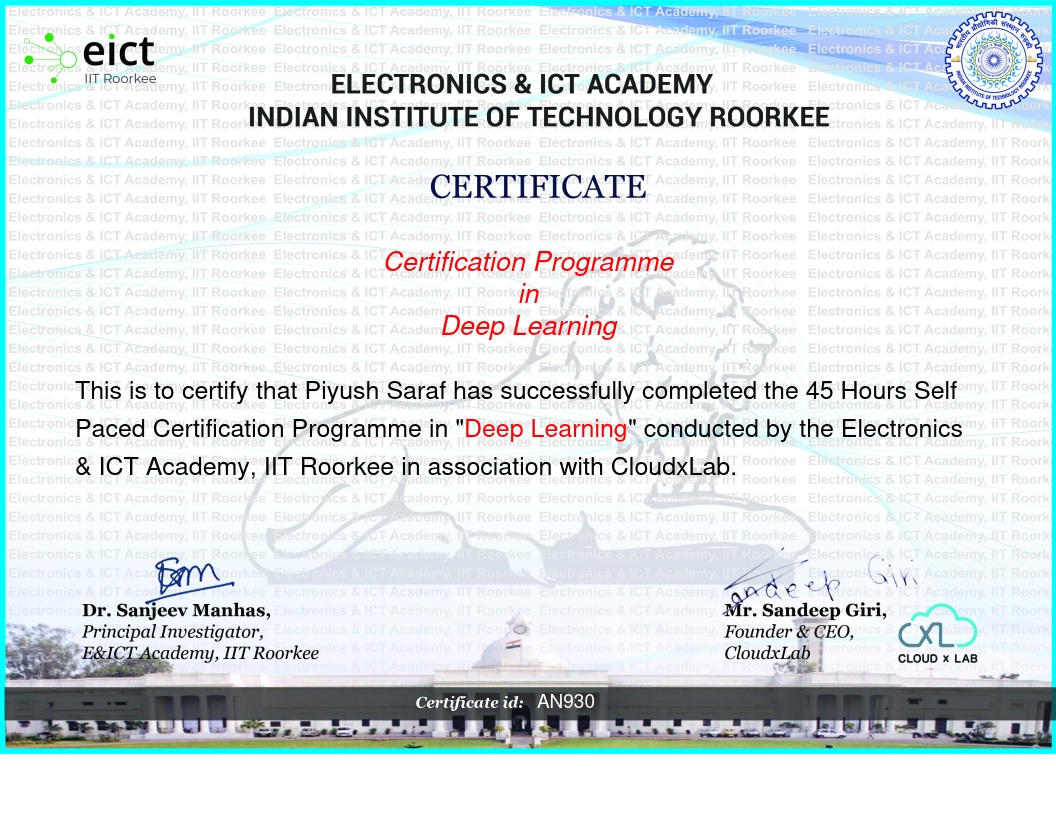 eict
IIT Roorkee
ELECTRONICS & ICT ACADEMY
INDIAN INSTITUTE OF TECHNOLOGY ROORKEE
CERTIFICATE
Certification Programme
in
Deep Learning
This is to certify that Piyush Saraf has successfully completed the 45 Hours Self
Paced Certification Programme in "Deep Learning" conducted by the Electronics
& ICT Academy, IIT Roorkee in association with CloudxLab.
Sandeep Giri
Dr. Sanjeev Manhas,
Principal Investigator,
E&ICT Academy, IIT Roorkee
Mr. Sandeep Giri,
Founder & CEO,
CloudxLab
CLOUD x LAB
Certificate id: AN930